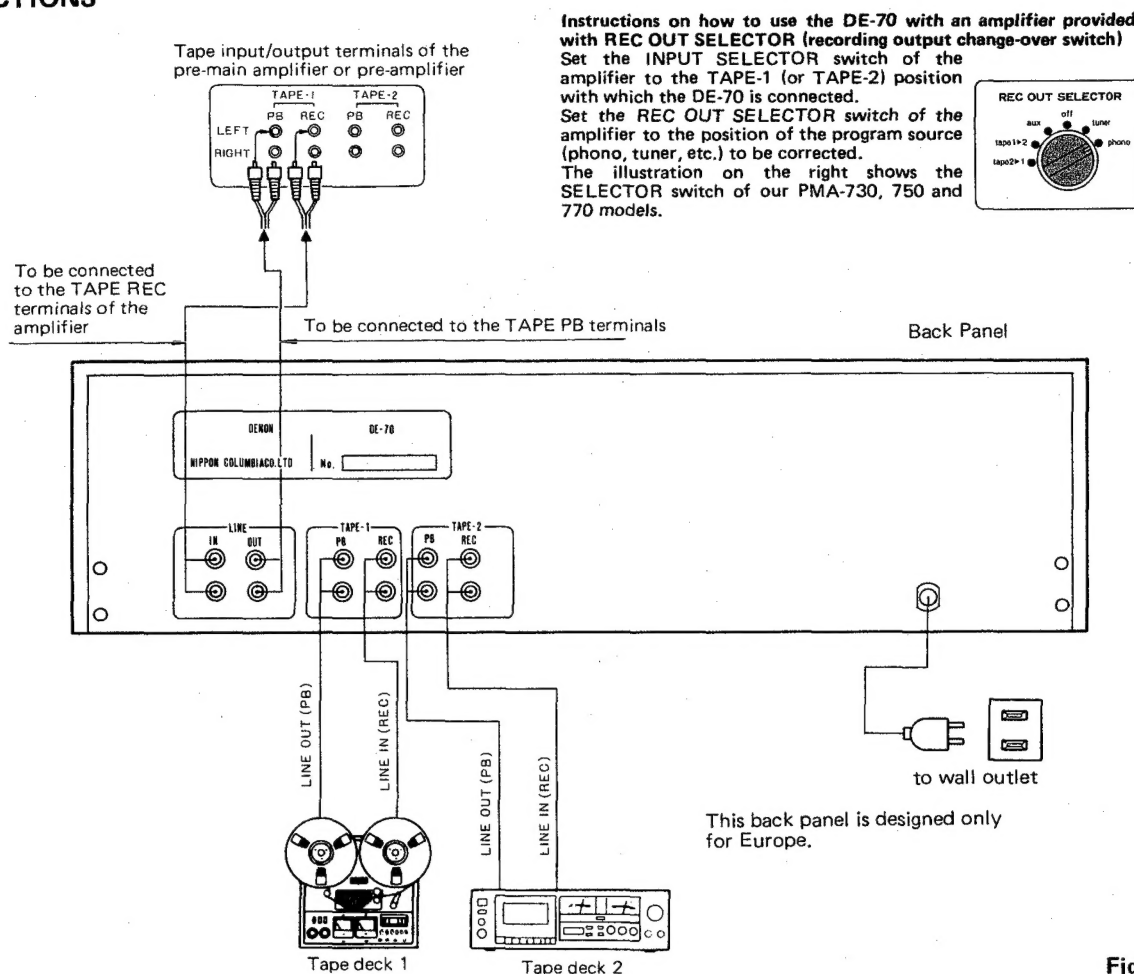 CTIONS
Instructions on how to use the DE-70 with an amplifier provided
with REC OUT SELECTOR (recording output change-over switch)
Set the INPUT SELECTOR switch of the
amplifier to the TAPE-1 (or TAPE-2) position
with which the DE-70 is connected.
Set the REC OUT SELECTOR switch of the
amplifier to the position of the program source
(phono, tuner, etc.) to be corrected.
The illustration on the right shows the
SELECTOR switch of our PMA-730, 750 and
770 models.
REC OUT SELECTOR
off
aux
tuner
tape1▸2
phono
tape2▸1
Tape input/output terminals of the
pre-main amplifier or pre-amplifier
TAPE-1 TAPE-2
PB REC PB REC
LEFT
RIGHT
To be connected
to the TAPE REC
terminals of the
amplifier
To be connected to the TAPE PB terminals
Back Panel
DENON DE-70
NIPPON COLUMBIACO.LTD No.
LINE TAPE-1 TAPE-2
IN OUT PB REC PB REC
LINE OUT (PB)
LINE IN (REC)
LINE OUT (PB)
LINE IN (REC)
to wall outlet
This back panel is designed only
for Europe.
Tape deck 1
Tape deck 2
Fig